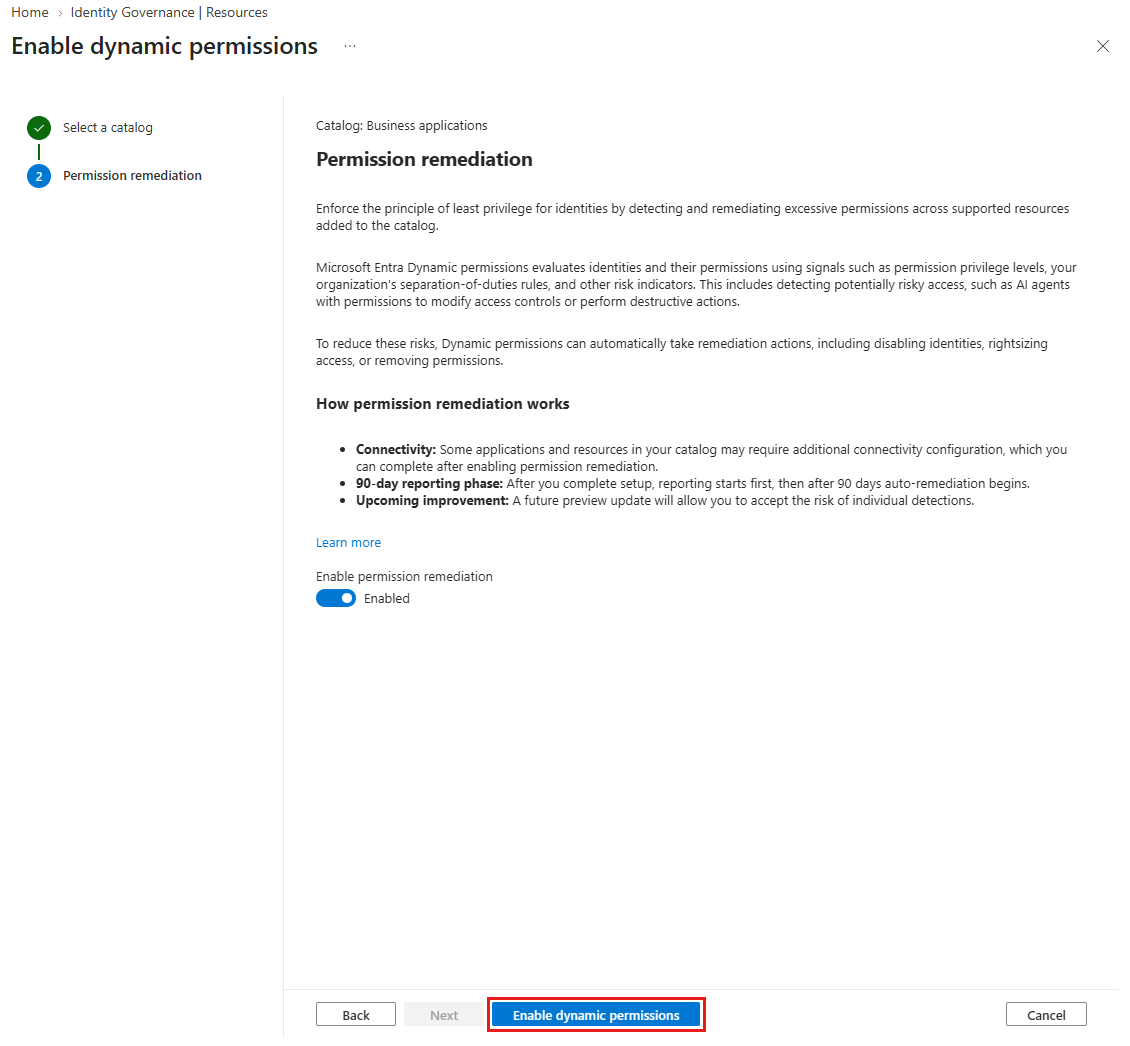 Home > Identity Governance | Resources
Enable dynamic permissions ...
Select a catalog
2 Permission remediation
Catalog: Business applications
Permission remediation
Enforce the principle of least privilege for identities by detecting and remediating excessive permissions across supported resources
added to the catalog.
Microsoft Entra Dynamic permissions evaluates identities and their permissions using signals such as permission privilege levels, your
organization's separation-of-duties rules, and other risk indicators. This includes detecting potentially risky access, such as AI agents
with permissions to modify access controls or perform destructive actions.
To reduce these risks, Dynamic permissions can automatically take remediation actions, including disabling identities, rightsizing
access, or removing permissions.
How permission remediation works
• Connectivity: Some applications and resources in your catalog may require additional connectivity configuration, which you
can complete after enabling permission remediation.
• 90-day reporting phase: After you complete setup, reporting starts first, then after 90 days auto-remediation begins.
• Upcoming improvement: A future preview update will allow you to accept the risk of individual detections.
Learn more
Enable permission remediation
Enabled
Back Next Enable dynamic permissions Cancel